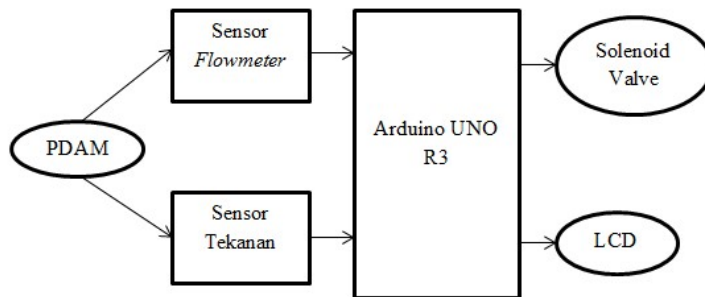 Sensor
Flowmeter
Solenoid
Valve
Arduino UNO
R3
PDAM
Sensor
Tekanan
LCD